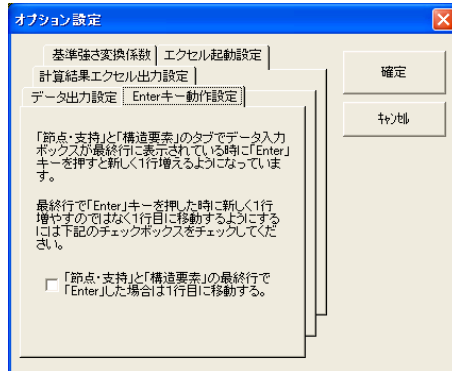 オプション設定
基準強さ変換係数 エクセル起動設定
計算結果エクセル出力設定
データ出力設定 Enterキー動作設定
確定
ｷｬﾝｾﾙ
「節点・支持」と「構造要素」のタブでデータ入力
ボックスが最終行に表示されている時に「Enter」
キーを押すと新しく1行増えるようになっていま
す。
最終行で「Enter」キーを押した時に新しく1行
増やすのではなく1行目に移動するようにする
には下記のチェックボックスをチェックしてくだ
さい。
「節点・支持」と「構造要素」の最終行で
「Enter」した場合は1行目に移動する。